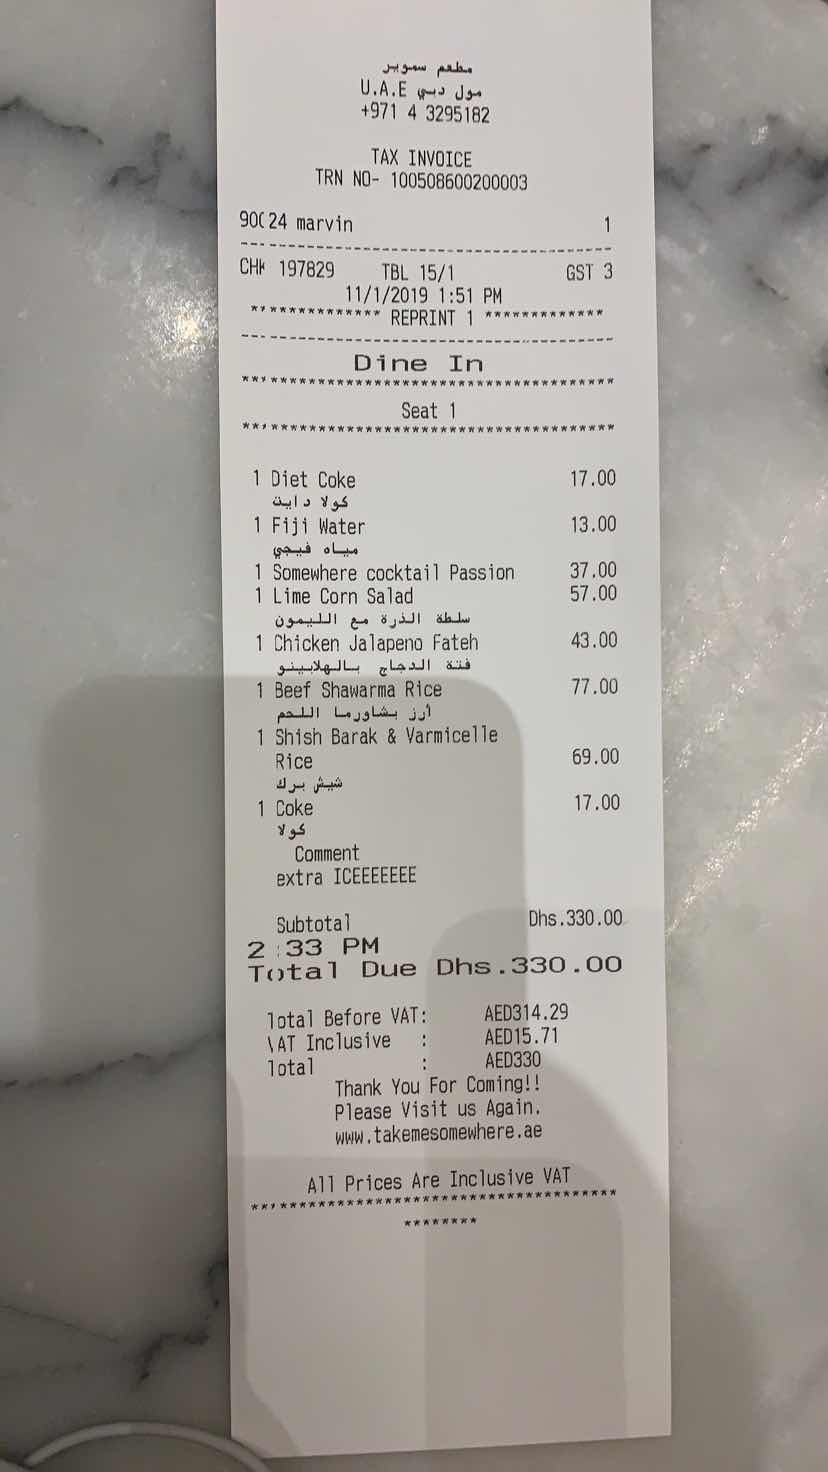 مطعم سموير
U.A.E مول دبي
+971 4 3295182
TAX INVOICE
TRN NO- 100508600200003
90024 marvin 1
CHK 197829 TBL 15/1 GST 3
11/1/2019 1:51 PM
************** REPRINT 1 *************
Dine In
Seat 1
1 Diet Coke 17.00
كولا دايت
1 Fiji Water 13.00
مياه فيجي
1 Somewhere cocktail Passion 37.00
1 Lime Corn Salad 57.00
سلطة الذرة مع الليمون
1 Chicken Jalapeno Fateh 43.00
فتة الدجاج بالهلابينو
1 Beef Shawarma Rice 77.00
أرز بشاورما اللحم
1 Shish Barak & Varmicelle
Rice 69.00
شيش برك
1 Coke 17.00
كولا
Comment
extra ICEEEEEEE
Subtotal Dhs.330.00
2:33 PM
Total Due Dhs.330.00
Total Before VAT: AED314.29
VAT Inclusive : AED15.71
Total : AED330
Thank You For Coming!!
Please Visit us Again.
www.takemesomewhere.ae
All Prices Are Inclusive VAT